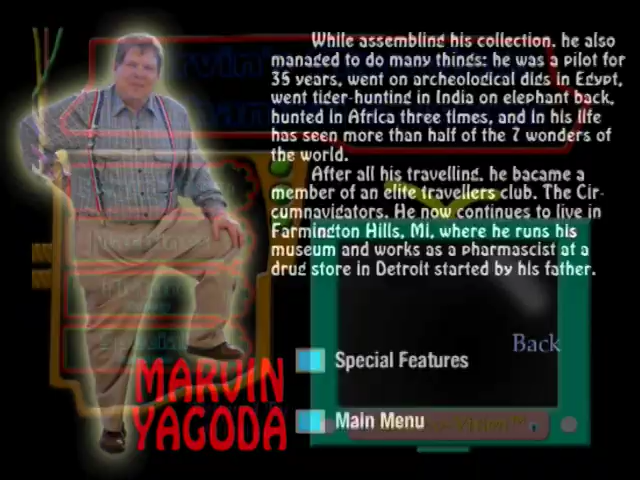 While assembling his collection, he also
managed to do many things: he was a pilot for
35 years, went on archeological digs in Egypt,
went tiger-hunting in India on elephant back,
hunted in Africa three times, and in his life
has seen more than half of the 7 wonders of
the world.
After all his travelling, he bacame a
member of an elite travellers club. The Cir-
cumnavigators. He now continues to live in
Farmington Hills, Mi, where he runs his
museum and works as a pharmascist at a
drug store in Detroit started by his father.
Back
Special Features
MARVIN
YAGODA
Main Menu